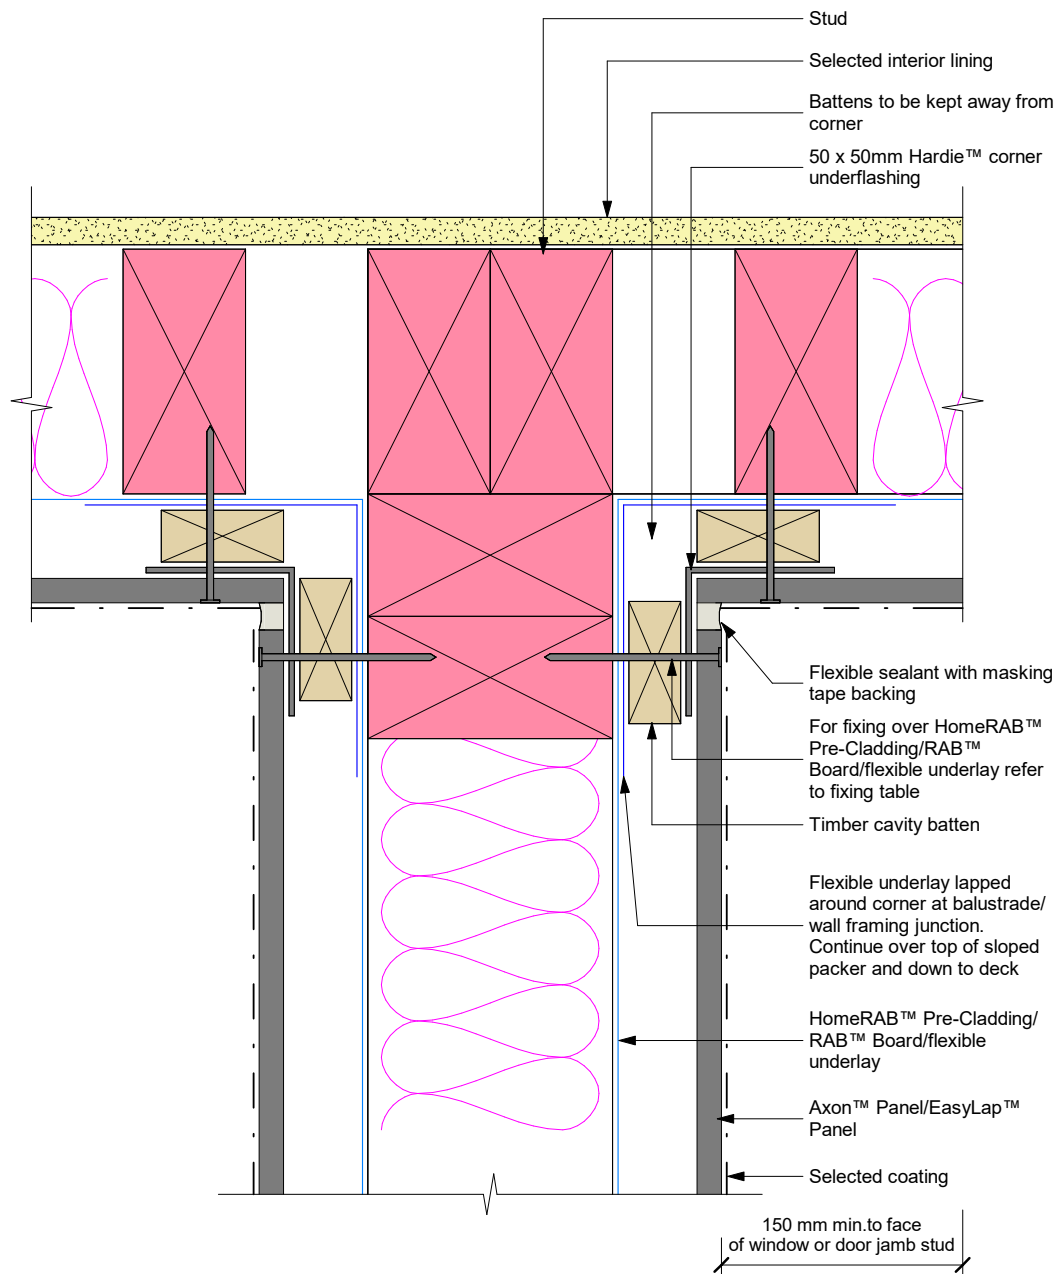 Stud
Selected interior lining
Battens to be kept away from
corner
50 x 50mm Hardie™ corner
underflashing
Flexible sealant with masking
tape backing
For fixing over HomeRAB™
Pre-Cladding/RAB™
Board/flexible underlay refer
to fixing table
Timber cavity batten
Flexible underlay lapped
around corner at balustrade/
wall framing junction.
Continue over top of sloped
packer and down to deck
HomeRAB™ Pre-Cladding/
RAB™ Board/flexible
underlay
Axon™ Panel/EasyLap™
Panel
Selected coating
150 mm min.to face
of window or door jamb stud